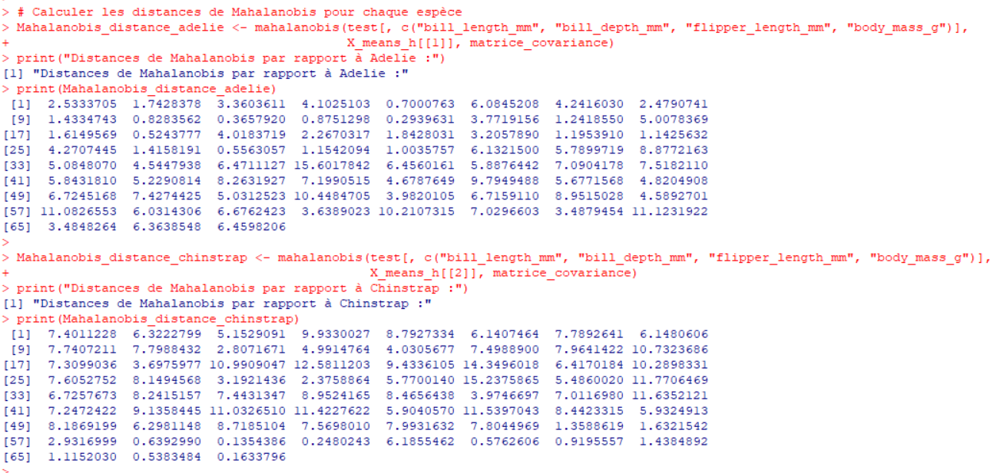 > # Calculer les distances de Mahalanobis pour chaque espèce
> Mahalanobis_distance_adelie <- mahalanobis(test[, c("bill_length_mm", "bill_depth_mm", "flipper_length_mm", "body_mass_g")],
+ X_means_h[[1]], matrice_covariance)
> print("Distances de Mahalanobis par rapport à Adelie :")
[1] "Distances de Mahalanobis par rapport à Adelie :"
> print(Mahalanobis_distance_adelie)
[1] 2.5333705 1.7428378 3.3603611 4.1025103 0.7000763 6.0845208 4.2416030 2.4790741
[9] 1.4334743 0.8283562 0.3657920 0.8751298 0.2939631 3.7719156 1.2418550 5.0078369
[17] 1.6149569 0.5243777 4.0183719 2.2670317 1.8428031 3.2057890 1.1953910 1.1425632
[25] 4.2707445 1.4158191 0.5563057 1.1542094 1.0035757 6.1321500 5.7899719 8.8772163
[33] 5.0848070 4.5447938 6.4711127 15.6017842 6.4560161 5.8876442 7.0904178 7.5182110
[41] 5.8431810 5.2290814 8.2631927 7.1990515 4.6787649 9.7949488 5.6771568 4.8204908
[49] 6.7245168 7.4274425 5.0312523 10.4484705 3.9820105 6.7159110 8.9515028 4.5892701
[57] 11.0826553 6.0314306 6.6762423 3.6389023 10.2107015 7.0296603 3.4879454 11.1231922
[65] 3.4848264 6.3638548 6.4598206
>
> Mahalanobis_distance_chinstrap <- mahalanobis(test[, c("bill_length_mm", "bill_depth_mm", "flipper_length_mm", "body_mass_g")],
+ X_means_h[[2]], matrice_covariance)
> print("Distances de Mahalanobis par rapport à Chinstrap :")
[1] "Distances de Mahalanobis par rapport à Chinstrap :"
> print(Mahalanobis_distance_chinstrap)
[1] 7.4011228 6.3222799 5.1529091 9.9330027 8.7927334 6.1407464 7.7892641 6.1480606
[9] 7.7407211 7.7988432 2.8071671 4.9914764 4.0305677 7.4988900 7.9641422 10.7323686
[17] 7.3099036 3.6975977 10.9909047 12.5811203 9.4336105 14.3496018 6.4170184 10.2898331
[25] 7.6052752 8.1494568 3.1921436 2.3758864 5.7700140 15.2375865 5.4860020 11.7706469
[33] 6.7257673 8.2415157 7.4431347 8.9524165 8.4656438 3.9746697 7.0116980 11.6352121
[41] 7.2472422 9.1358445 11.0326510 11.4227622 5.9040570 11.5397043 8.4423315 5.9324913
[49] 8.1869199 6.2981148 8.7185104 7.5698010 7.9931632 7.8044969 1.3588619 1.6321542
[57] 2.9316999 0.6392990 0.1354386 0.2480243 6.1855462 0.5762606 0.9195557 1.4384892
[65] 1.1152030 0.5383484 0.1633796
>